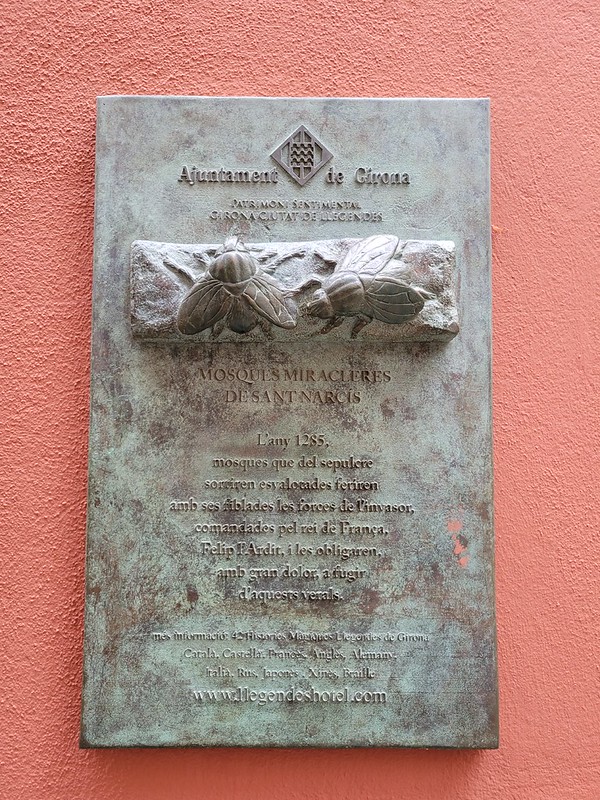 Ajuntament de Girona
PATRIMONI SENTIMENTAL
GIRONA CIUTAT DE LLEGENDES
MOSQUES MIRACLERES
DE SANT NARCÍS
L'any 1285,
mosques que del sepulcre
sortiren esvalotades feriren
amb ses fiblades les forces de l'invasor,
comandades pel rei de França,
Felip l'Ardit, i les obligaren,
amb gran dolor, a fugir
d'aquests verals.
més informació: 42 Històries Màgiques Llegendes de Girona
Català, Castellà, Francès, Anglès, Alemany,
Italià, Rus, Japonès, Xinès, Braille
www.llegendeshotel.com